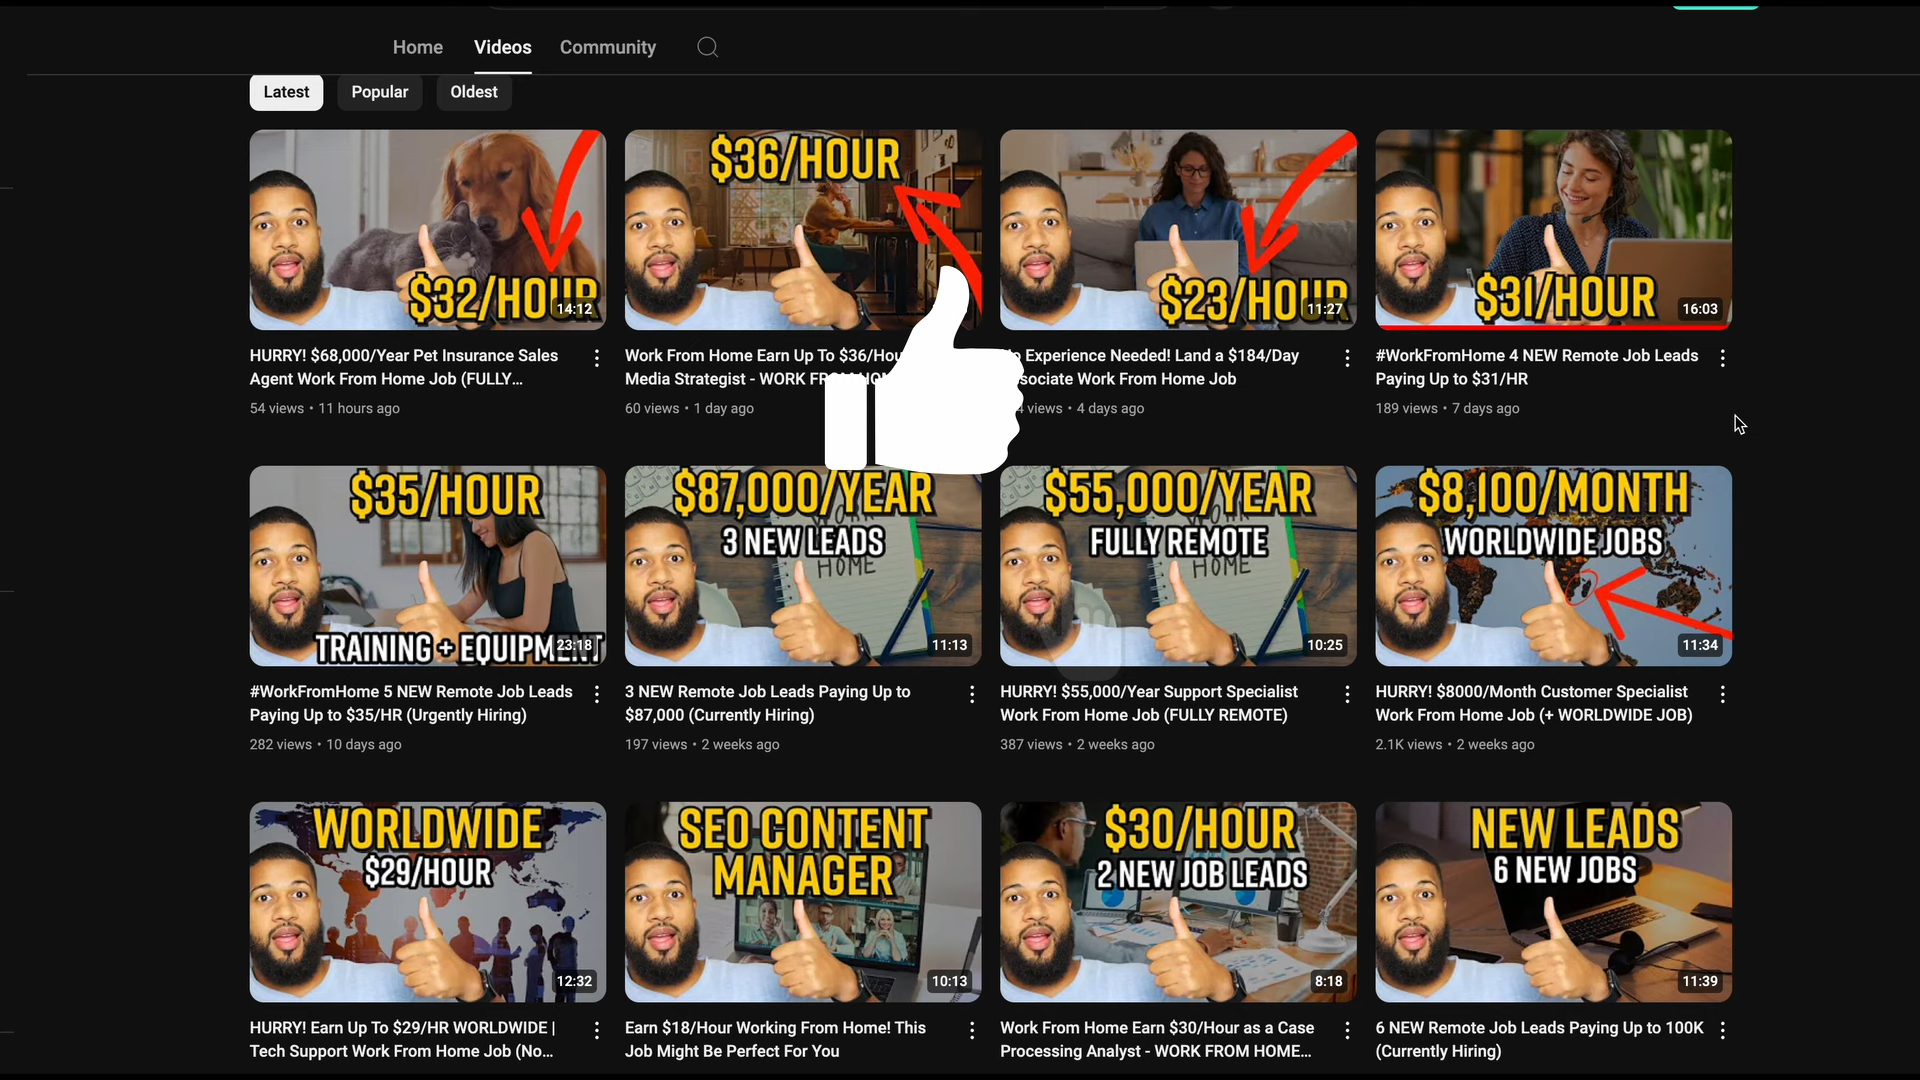 Home Videos Community
Latest Popular Oldest
$32/HOUR
14:12
$36/HOUR
$23/HOUR
11:27
$31/HOUR
16:03
HURRY! $68,000/Year Pet Insurance Sales
Agent Work From Home Job (FULLY...
54 views • 11 hours ago
Work From Home Earn Up To $36/Hou
Media Strategist - WORK FROM HOM
60 views • 1 day ago
Experience Needed! Land a $184/Day
sociate Work From Home Job
views • 4 days ago
#WorkFromHome 4 NEW Remote Job Leads
Paying Up to $31/HR
189 views • 7 days ago
$35/HOUR
TRAINING + EQUIPMENT
23:18
$87,000/YEAR
3 NEW LEADS
WORK
HOME
11:13
$55,000/YEAR
FULLY REMOTE
WORK
HOME
10:25
$8,100/MONTH
WORLDWIDE JOBS
11:34
#WorkFromHome 5 NEW Remote Job Leads
Paying Up to $35/HR (Urgently Hiring)
282 views • 10 days ago
3 NEW Remote Job Leads Paying Up to
$87,000 (Currently Hiring)
197 views • 2 weeks ago
HURRY! $55,000/Year Support Specialist
Work From Home Job (FULLY REMOTE)
387 views • 2 weeks ago
HURRY! $8000/Month Customer Specialist
Work From Home Job (+ WORLDWIDE JOB)
2.1K views • 2 weeks ago
WORLDWIDE
$29/HOUR
12:32
SEO CONTENT
MANAGER
10:13
$30/HOUR
2 NEW JOB LEADS
8:18
NEW LEADS
6 NEW JOBS
11:39
HURRY! Earn Up To $29/HR WORLDWIDE |
Tech Support Work From Home Job (No...
Earn $18/Hour Working From Home! This
Job Might Be Perfect For You
Work From Home Earn $30/Hour as a Case
Processing Analyst - WORK FROM HOME...
6 NEW Remote Job Leads Paying Up to 100K
(Currently Hiring)